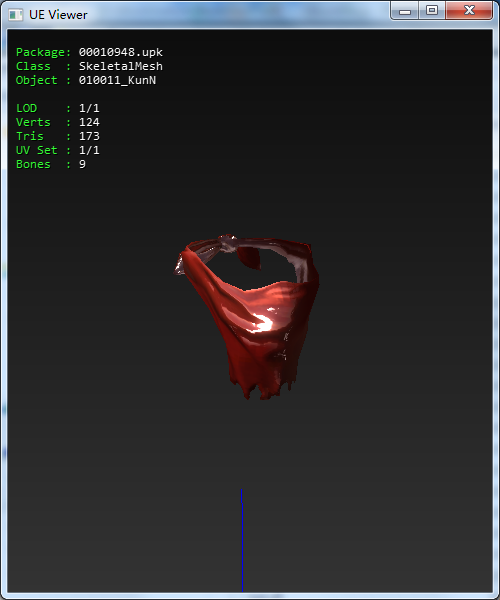 UE Viewer
Package: 00010948.upk
Class : SkeletalMesh
Object : 010011_KunN
LOD : 1/1
Verts : 124
Tris : 173
UV Set : 1/1
Bones : 9